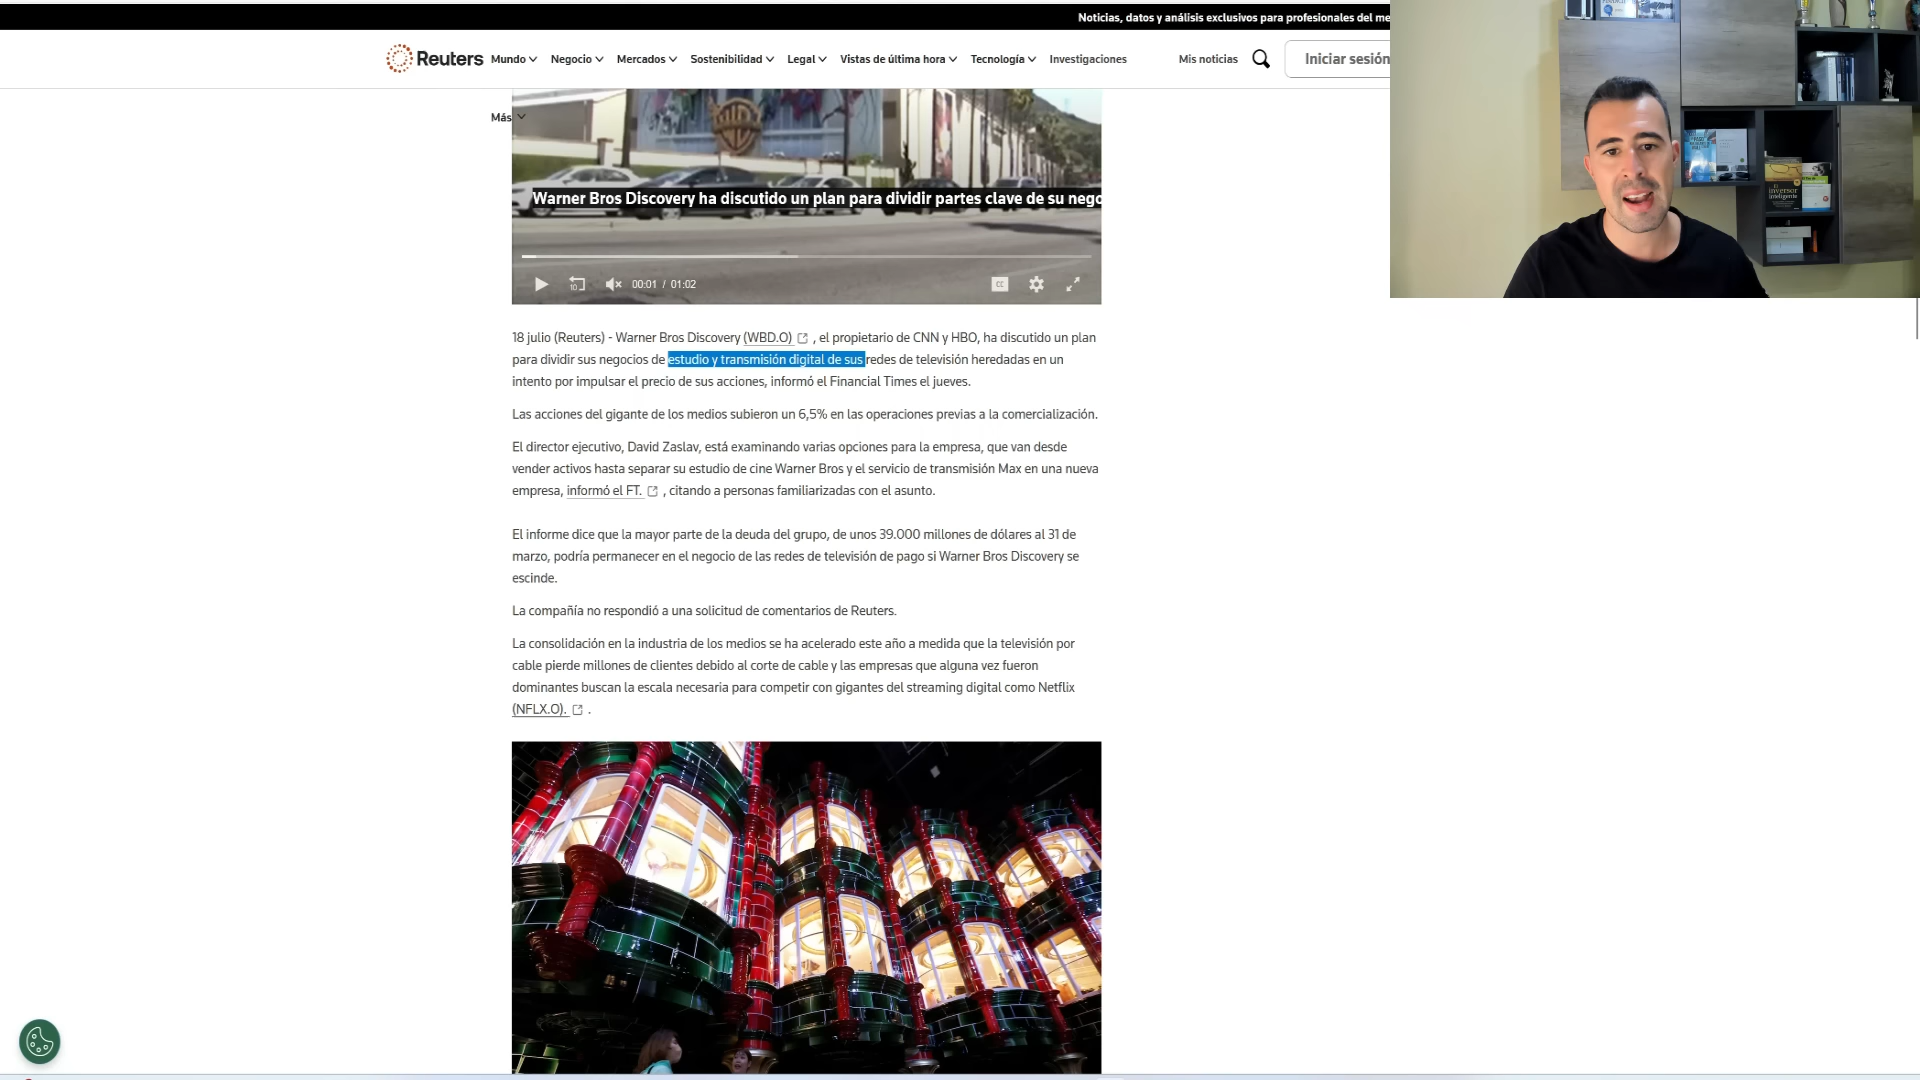 Noticias, datos y análisis exclusivos para profesionales del me
Reuters Mundo Negocio Mercados Sostenibilidad Legal Vistas de última hora Tecnología Investigaciones Mis noticias Iniciar sesión
Más
Warner Bros Discovery ha discutido un plan para dividir partes clave de su nego
00:01 / 01:02
CC
18 julio (Reuters) - Warner Bros Discovery (WBD.O) , el propietario de CNN y HBO, ha discutido un plan
para dividir sus negocios de estudio y transmisión digital de sus redes de televisión heredadas en un
intento por impulsar el precio de sus acciones, informó el Financial Times el jueves.
Las acciones del gigante de los medios subieron un 6,5% en las operaciones previas a la comercialización.
El director ejecutivo, David Zaslav, está examinando varias opciones para la empresa, que van desde
vender activos hasta separar su estudio de cine Warner Bros y el servicio de transmisión Max en una nueva
empresa, informó el FT. , citando a personas familiarizadas con el asunto.
El informe dice que la mayor parte de la deuda del grupo, de unos 39.000 millones de dólares al 31 de
marzo, podría permanecer en el negocio de las redes de televisión de pago si Warner Bros Discovery se
escinde.
La compañía no respondió a una solicitud de comentarios de Reuters.
La consolidación en la industria de los medios se ha acelerado este año a medida que la televisión por
cable pierde millones de clientes debido al corte de cable y las empresas que alguna vez fueron
dominantes buscan la escala necesaria para competir con gigantes del streaming digital como Netflix
(NFLX.O). .
inversor
inteligente